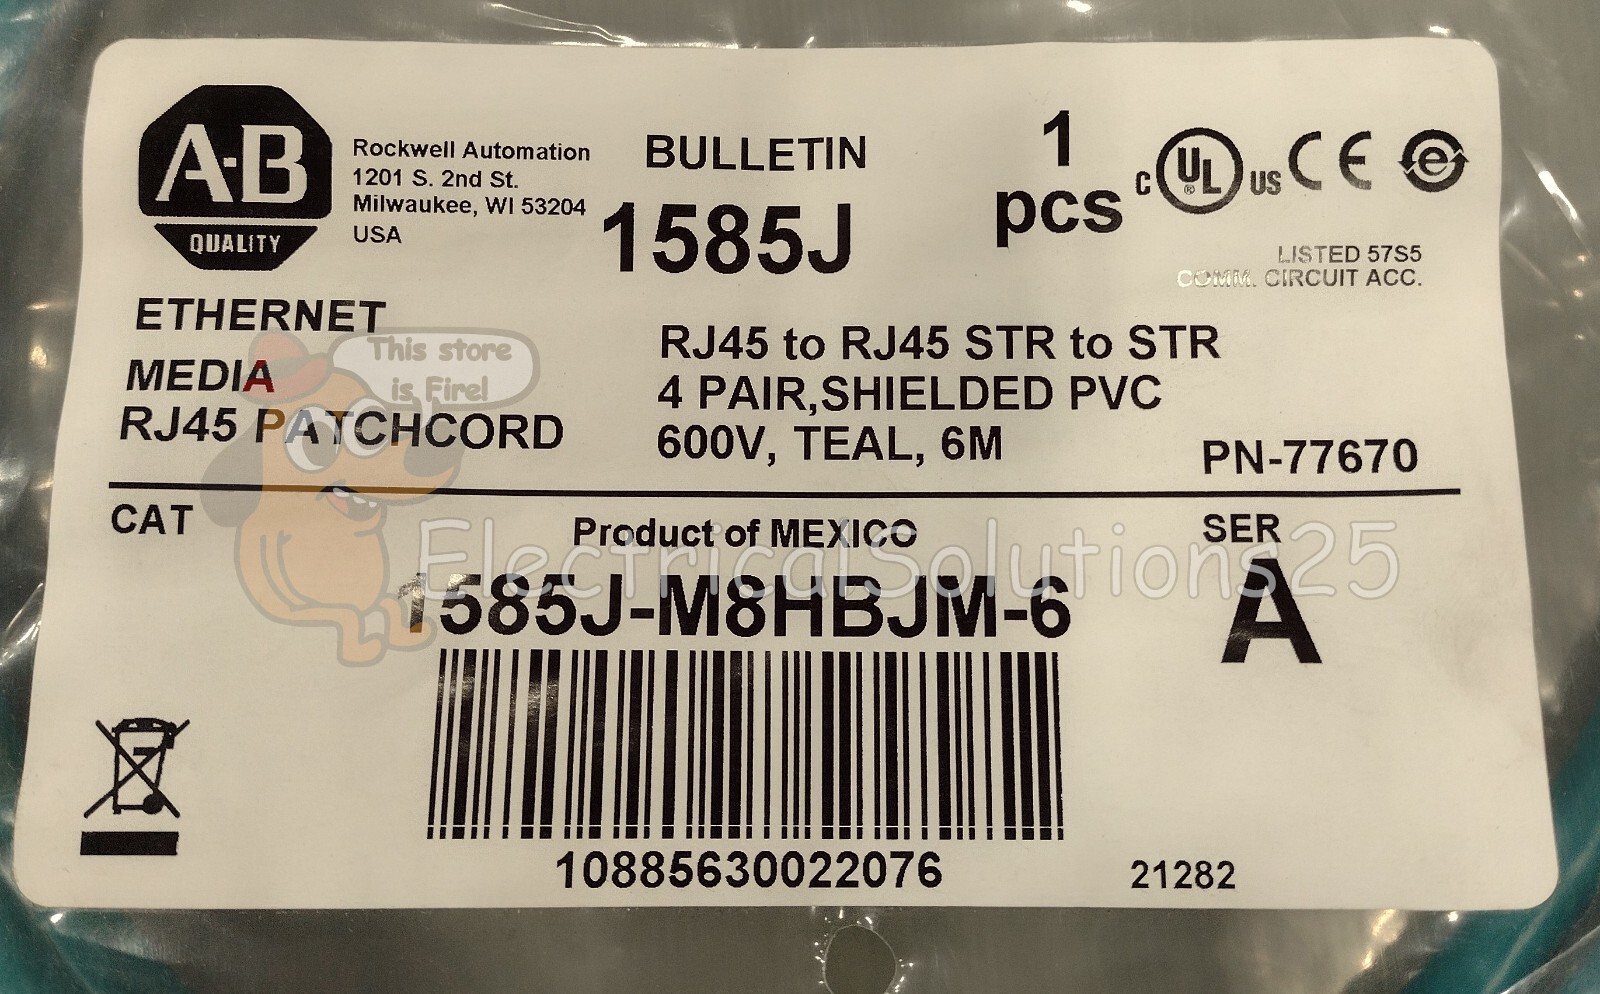 A-B
QUALITY
Rockwell Automation
1201 S. 2nd St.
Milwaukee, WI 53204
USA
BULLETIN
1585J
1
pcs
C UL® US CE e
LISTED 57S5
COMM. CIRCUIT ACC.
ETHERNET
MEDIA
RJ45 PATCHCORD
This store
is Fire!
RJ45 to RJ45 STR to STR
4 PAIR,SHIELDED PVC
600V, TEAL, 6M
PN-77670
CAT
Product of MEXICO
SER
ElectricalSolutions25
1585J-M8HBJM-6
A
10885630022076
21282